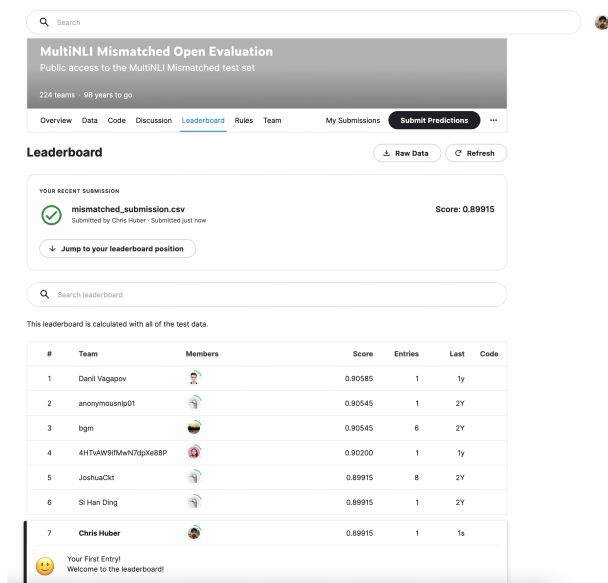 Search
MultiNLI Mismatched Open Evaluation
Public access to the MultiNLI Mismatched test set
224 teams · 98 years to go
Overview Data Code Discussion Leaderboard Rules Team My Submissions Submit Predictions ...
Leaderboard Raw Data Refresh
YOUR RECENT SUBMISSION
mismatched_submission.csv Score: 0.89915
Submitted by Chris Huber · Submitted just now
Jump to your leaderboard position
Search leaderboard
This leaderboard is calculated with all of the test data.
# Team Members Score Entries Last Code
1 Danil Vagapov 0.90585 1 1y
2 anonymousnlp01 0.90545 1 2Y
3 bgm 0.90545 6 2Y
4 4HTvAW9ifMwN7dpXe88P 0.90200 1 1y
5 JoshuaCkt 0.89915 8 2Y
6 Si Han Ding 0.89915 1 2Y
7 Chris Huber 0.89915 1 1s
Your First Entry!
Welcome to the leaderboard!